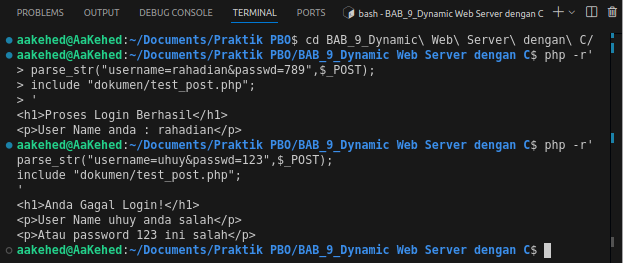 PROBLEMS OUTPUT DEBUG CONSOLE TERMINAL PORTS bash - BAB_9_Dynamic Web Server dengan C
aakehed@AaKehed:~/Documents/Praktik PBO$ cd BAB_9_Dynamic\ Web\ Server\ dengan\ C/
aakehed@AaKehed:~/Documents/Praktik PBO/BAB_9_Dynamic Web Server dengan C$ php -r'
> parse_str("username=rahadian&passwd=789",$_POST);
> include "dokumen/test_post.php";
> '
<h1>Proses Login Berhasil</h1>
<p>User Name anda : rahadian</p>
aakehed@AaKehed:~/Documents/Praktik PBO/BAB_9_Dynamic Web Server dengan C$ php -r'
parse_str("username=uhuy&passwd=123",$_POST);
include "dokumen/test_post.php";
'
<h1>Anda Gagal Login!</h1>
<p>User Name uhuy anda salah</p>
<p>Atau password 123 ini salah</p>
aakehed@AaKehed:~/Documents/Praktik PBO/BAB_9_Dynamic Web Server dengan C$